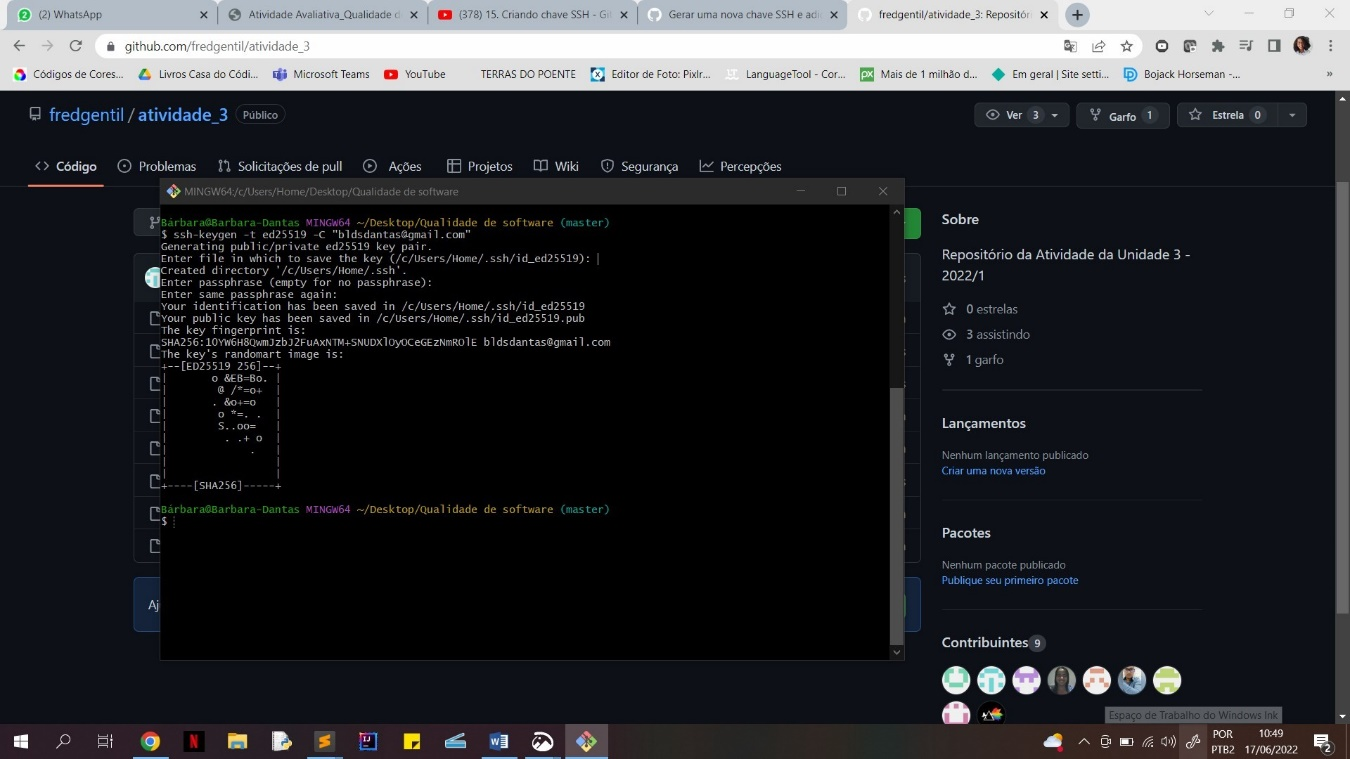 (2) WhatsApp
Atividade Avaliativa_Qualidade d
(378) 15. Criando chave SSH - Git
Gerar uma nova chave SSH e adi
fredgentil/atividade_3: Repositóri
github.com/fredgentil/atividade_3
Códigos de Cores...
Livros Casa do Códi...
Microsoft Teams
YouTube
TERRAS DO POENTE
Editor de Foto: Pixlr...
LanguageTool - Cor...
Mais de 1 milhão d...
Em geral | Site setti...
Bojack Horseman -...
»
fredgentil / atividade_3
Público
Ver 3
Garfo 1
Estrela 0
Código
Problemas
Solicitações de pull
Ações
Projetos
Wiki
Segurança
Percepções
MINGW64:/c/Users/Home/Desktop/Qualidade de software
Bárbara@Barbara-Dantas MINGW64 ~/Desktop/Qualidade de software (master)
$ ssh-keygen -t ed25519 -C "bldsdantas@gmail.com"
Generating public/private ed25519 key pair.
Enter file in which to save the key (/c/Users/Home/.ssh/id_ed25519):
Created directory '/c/Users/Home/.ssh'.
Enter passphrase (empty for no passphrase):
Enter same passphrase again:
Your identification has been saved in /c/Users/Home/.ssh/id_ed25519
Your public key has been saved in /c/Users/Home/.ssh/id_ed25519.pub
The key fingerprint is:
SHA256:1OYW6H8QwmJzbJ2FuAxNTM+SNUDXlOyOCeGEzNmROlE bldsdantas@gmail.com
The key's randomart image is:
+--[ED25519 256]--+
|       o &EB=Bo. |
|        @ /*=o+  |
|       . &o+=o   |
|        o *=. .  |
|        S..oo=   |
|         . .+ o  |
|             .   |
|                 |
|                 |
+----[SHA256]-----+
Bárbara@Barbara-Dantas MINGW64 ~/Desktop/Qualidade de software (master)
$
Aj
Sobre
Repositório da Atividade da Unidade 3 -
2022/1
0 estrelas
3 assistindo
1 garfo
Lançamentos
Nenhum lançamento publicado
Criar uma nova versão
Pacotes
Nenhum pacote publicado
Publique seu primeiro pacote
Contribuintes 9
Espaço de Trabalho do Windows Ink
POR
PTB2
10:49
17/06/2022
2